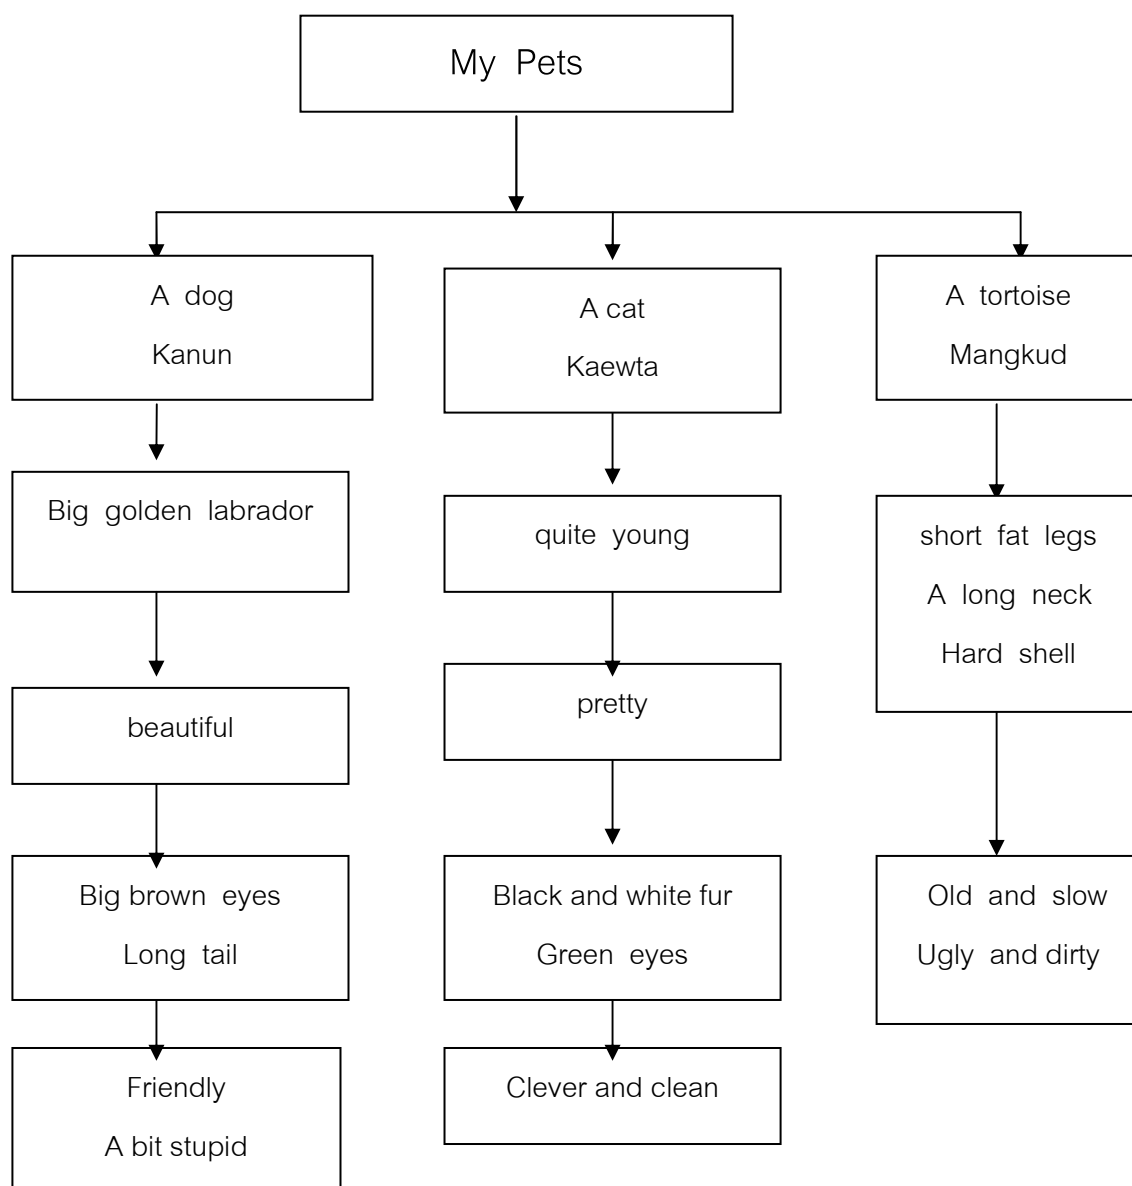 My Pets
A dog
Kanun
Big golden labrador
beautiful
Big brown eyes
Long tail
Friendly
A bit stupid
A cat
Kaewta
quite young
pretty
Black and white fur
Green eyes
Clever and clean
A tortoise
Mangkud
short fat legs
A long neck
Hard shell
Old and slow
Ugly and dirty